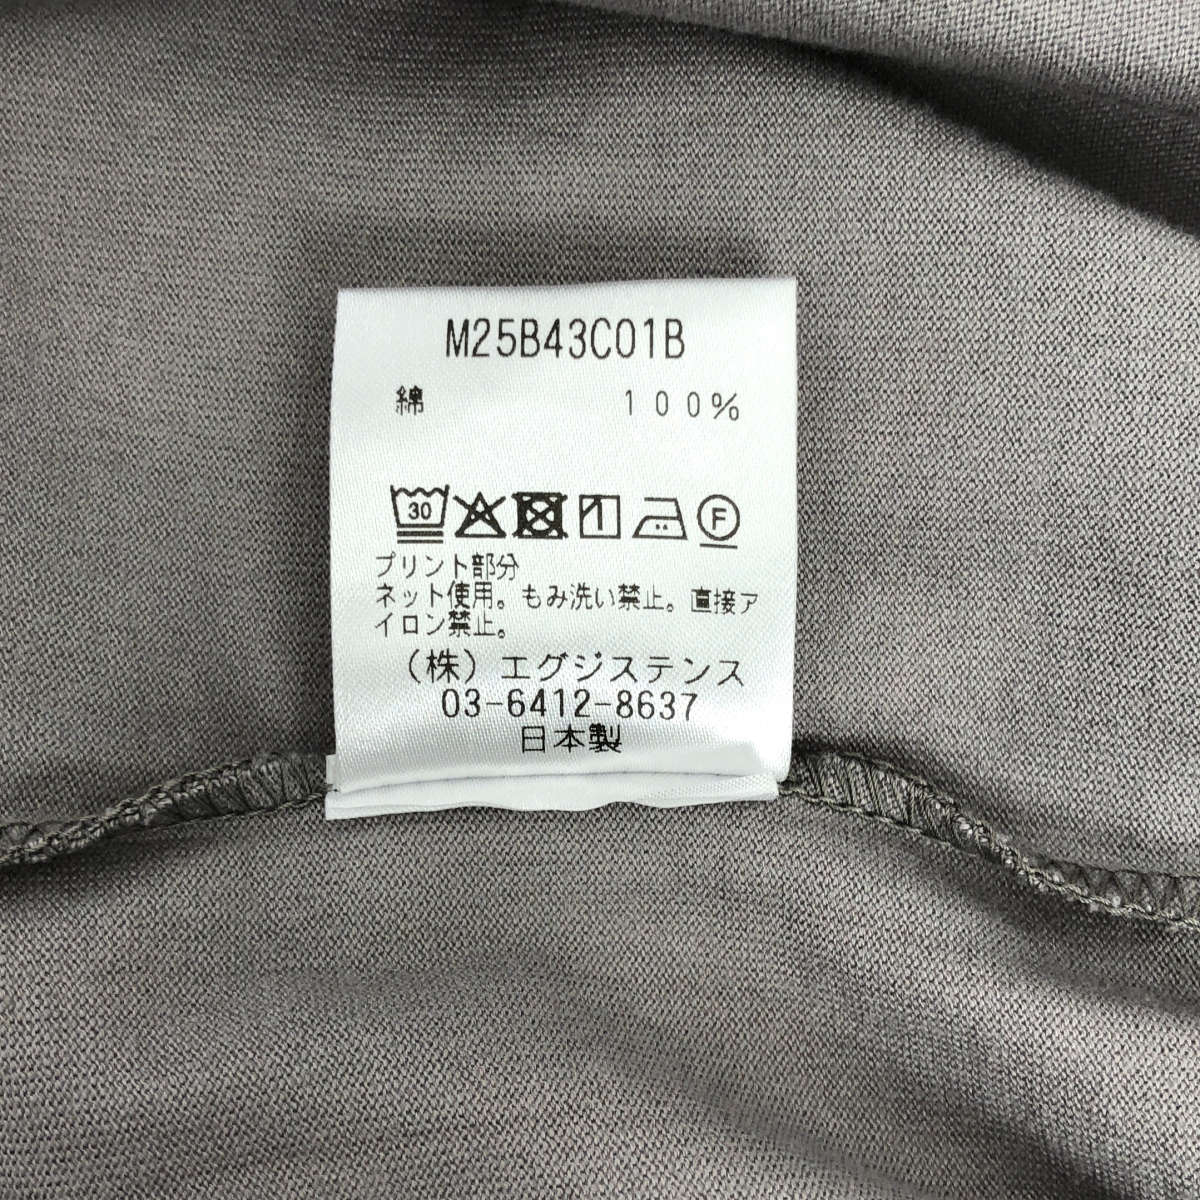 M25B43C01B
綿 100%
30 F
プリント部分
ネット使用。もみ洗い禁止。直接ア
イロン禁止。
(株)エグジステンス
03-6412-8637
日本製